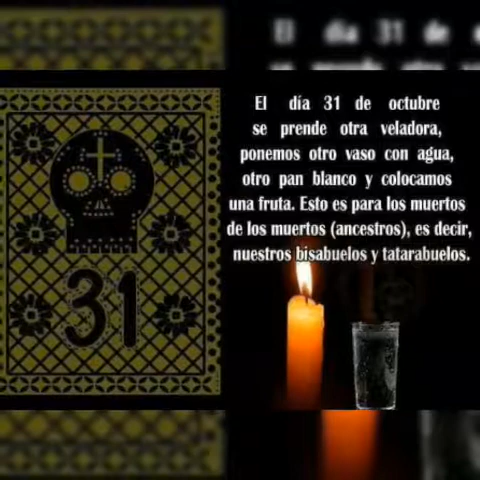 El día 31 de octubre
se prende otra veladora,
ponemos otro vaso con agua,
otro pan blanco y colocamos
una fruta. Esto es para los muertos
de los muertos (ancestros), es decir,
nuestros bisabuelos y tatarabuelos.
31